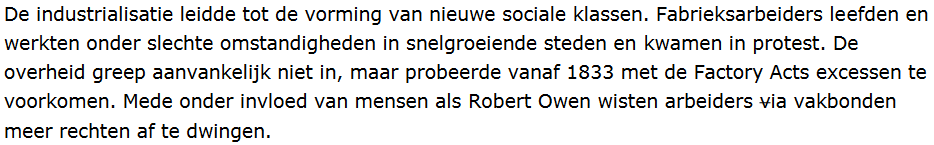 De industrialisatie leidde tot de vorming van nieuwe sociale klassen. Fabrieksarbeiders leefden en
werkten onder slechte omstandigheden in snelgroeiende steden en kwamen in protest. De
overheid greep aanvankelijk niet in, maar probeerde vanaf 1833 met de Factory Acts excessen te
voorkomen. Mede onder invloed van mensen als Robert Owen wisten arbeiders via vakbonden
meer rechten af te dwingen.